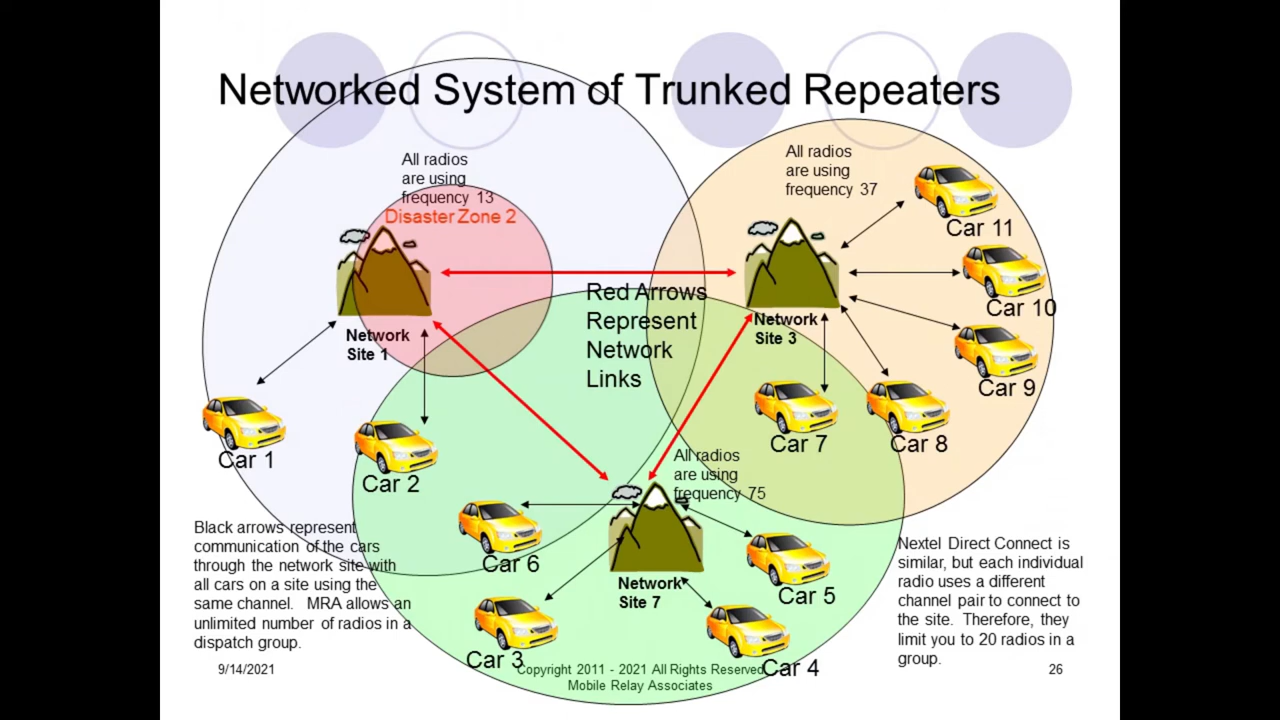 Networked System of Trunked Repeaters
All radios
are using
frequency 13
Disaster Zone 2
All radios
are using
frequency 37
Car 11
Car 10
Car 9
Car 8
Car 7
Network
Site 3
Red Arrows
Represent
Network
Links
Network
Site 1
Car 1
Car 2
All radios
are using
frequency 75
Car 6
Network
Site 7
Car 5
Car 3
Car 4
Black arrows represent
communication of the cars
through the network site with
all cars on a site using the
same channel. MRA allows an
unlimited number of radios in a
dispatch group.
Nextel Direct Connect is
similar, but each individual
radio uses a different
channel pair to connect to
the site. Therefore, they
limit you to 20 radios in a
group.
9/14/2021
Copyright 2011 - 2021 All Rights Reserved
Mobile Relay Associates
26